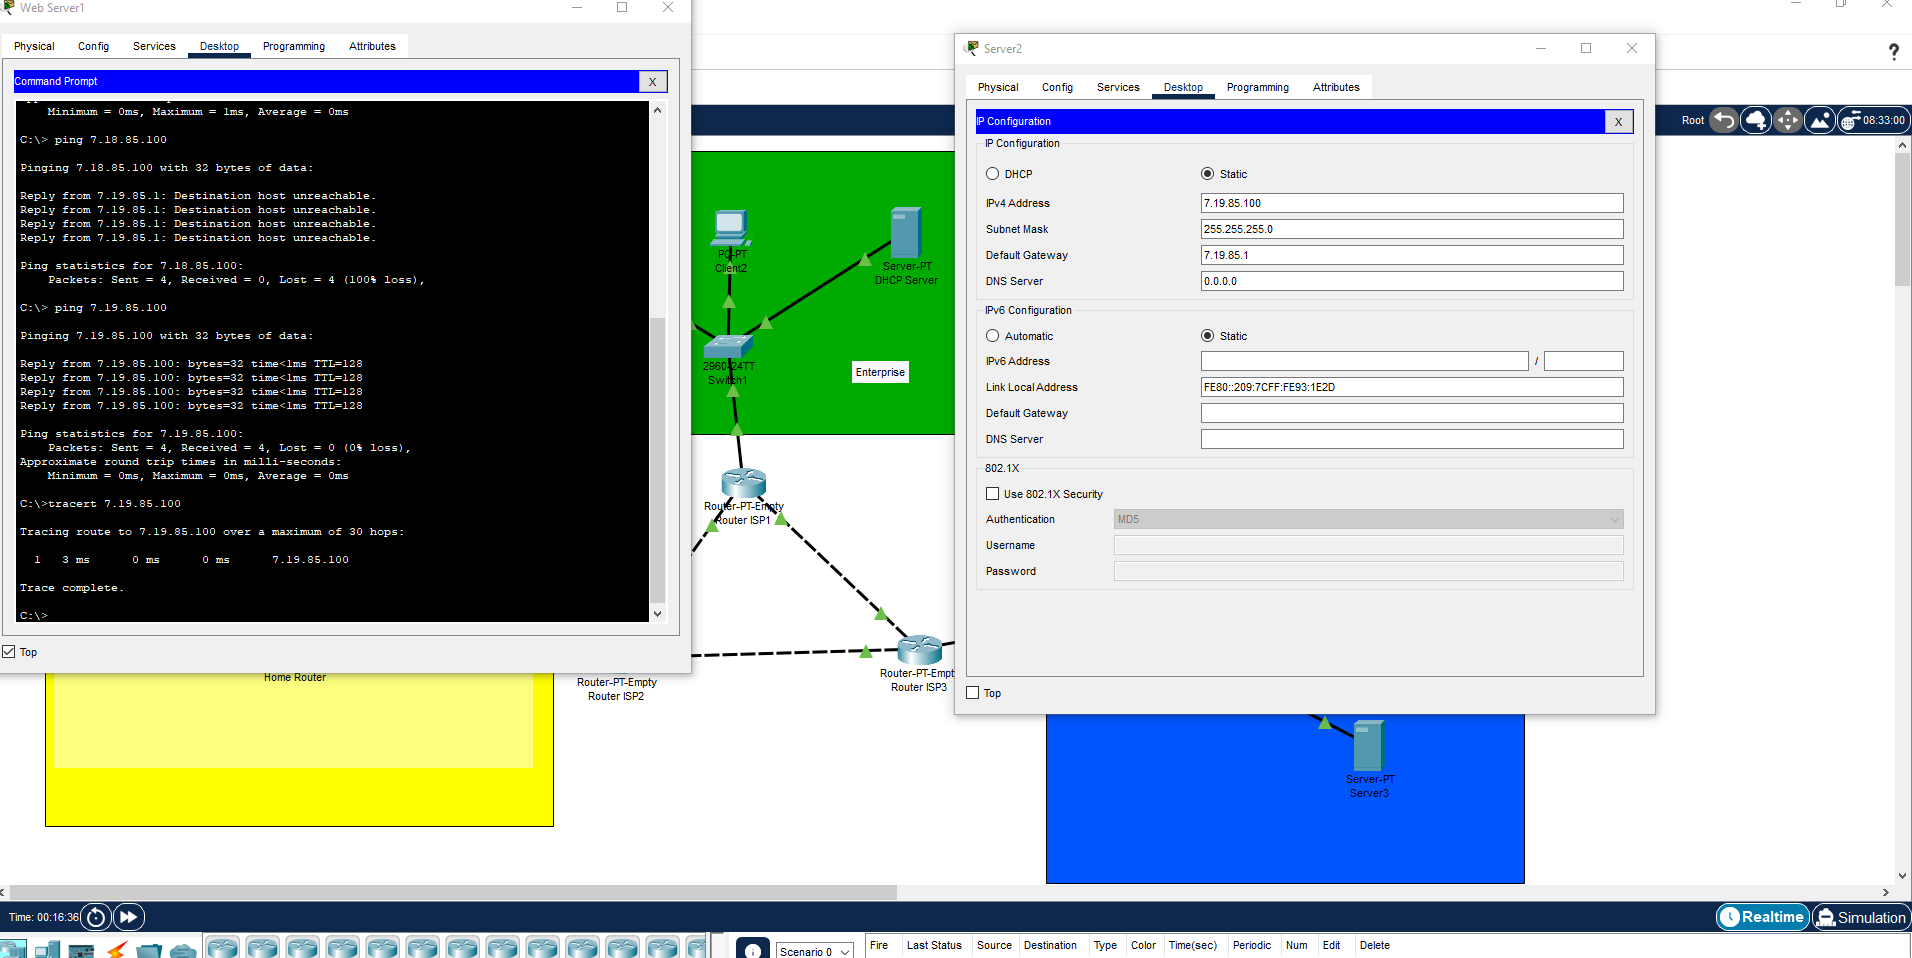 Web Server1
Physical Config Services Desktop Programming Attributes
Command Prompt X
Minimum = 0ms, Maximum = 1ms, Average = 0ms
C:\> ping 7.18.85.100
Pinging 7.18.85.100 with 32 bytes of data:
Reply from 7.19.85.1: Destination host unreachable.
Reply from 7.19.85.1: Destination host unreachable.
Reply from 7.19.85.1: Destination host unreachable.
Reply from 7.19.85.1: Destination host unreachable.
Ping statistics for 7.18.85.100:
Packets: Sent = 4, Received = 0, Lost = 4 (100% loss),
C:\> ping 7.19.85.100
Pinging 7.19.85.100 with 32 bytes of data:
Reply from 7.19.85.100: bytes=32 time<1ms TTL=128
Reply from 7.19.85.100: bytes=32 time<1ms TTL=128
Reply from 7.19.85.100: bytes=32 time<1ms TTL=128
Reply from 7.19.85.100: bytes=32 time<1ms TTL=128
Ping statistics for 7.19.85.100:
Packets: Sent = 4, Received = 4, Lost = 0 (0% loss),
Approximate round trip times in milli-seconds:
Minimum = 0ms, Maximum = 0ms, Average = 0ms
C:\>tracert 7.19.85.100
Tracing route to 7.19.85.100 over a maximum of 30 hops:
1 3 ms 0 ms 0 ms 7.19.85.100
Trace complete.
C:\>
Top
PC-PT
Client2
Server-PT
DHCP Server
2960-24TT
Switch1
Enterprise
Router-PT-Empty
Router ISP1
Router-PT-Empty
Router ISP2
Router-PT-Empt
Router ISP3
Home Router
Server2
Physical Config Services Desktop Programming Attributes
IP Configuration X
IP Configuration
DHCP Static
IPv4 Address 7.19.85.100
Subnet Mask 255.255.255.0
Default Gateway 7.19.85.1
DNS Server 0.0.0.0
IPv6 Configuration
Automatic Static
IPv6 Address /
Link Local Address FE80::209:7CFF:FE93:1E2D
Default Gateway
DNS Server
802.1X
Use 802.1X Security
Authentication MD5
Username
Password
Top
?
Root 08:33:00
Server-PT
Server3
Time: 00:16:36
Realtime Simulation
Scenario 0
Fire Last Status Source Destination Type Color Time(sec) Periodic Num Edit Delete